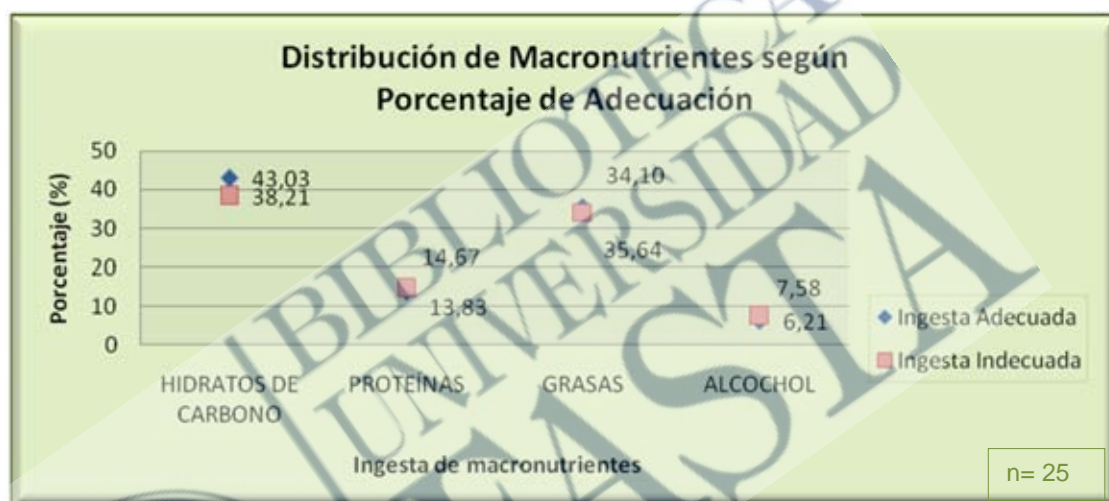 Distribución de Macronutrientes según
Porcentaje de Adecuación
Porcentaje (%)
50
40
30
20
10
0
43,03
38,21
14,67
13,83
34,10
35,64
7,58
6,21
HIDRATOS DE
CARBONO
PROTEÍNAS
GRASAS
ALCOCHOL
Ingesta de macronutrientes
Ingesta Adecuada
Ingesta Indecuada
n= 25
BIBLIOTECA
UNIVERSIDAD
FASTA